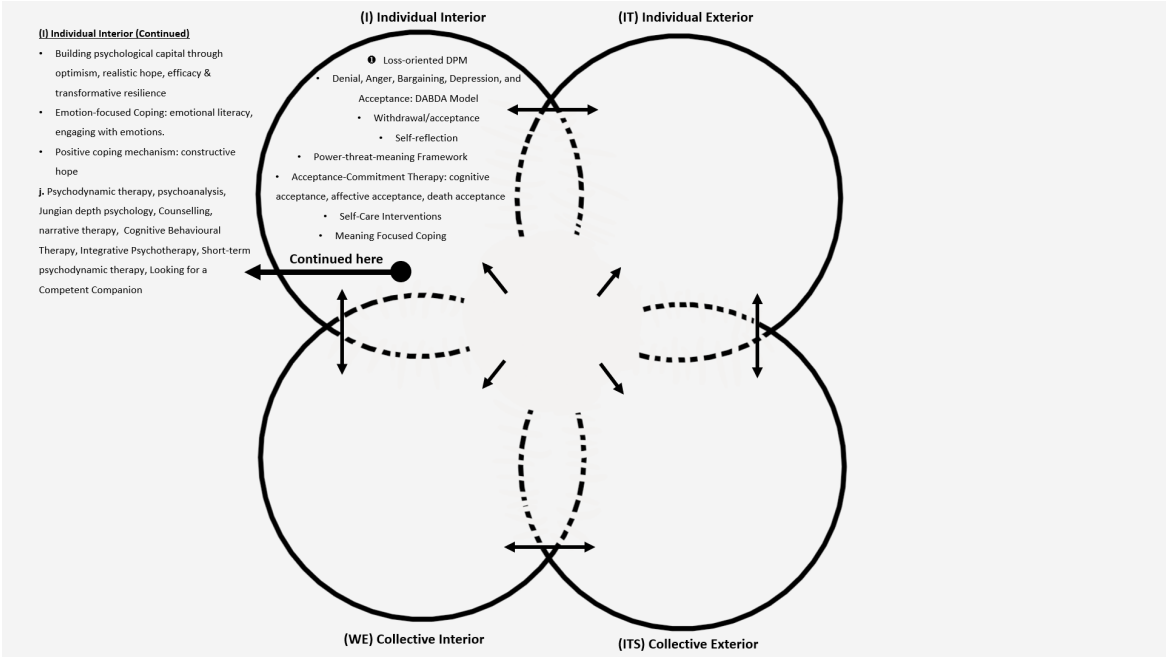 (I) Individual Interior
(IT) Individual Exterior
(I) Individual Interior (Continued)
• Building psychological capital through
optimism, realistic hope, efficacy &
transformative resilience
• Emotion-focused Coping: emotional literacy,
engaging with emotions.
• Positive coping mechanism: constructive
hope
j. Psychodynamic therapy, psychoanalysis,
Jungian depth psychology, Counselling,
narrative therapy, Cognitive Behavioural
Therapy, Integrative Psychotherapy, Short-term
psychodynamic therapy, Looking for a
Competent Companion
❶ Loss-oriented DPM
• Denial, Anger, Bargaining, Depression, and
Acceptance: DABDA Model
• Withdrawal/acceptance
• Self-reflection
• Power-threat-meaning Framework
• Acceptance-Commitment Therapy: cognitive
acceptance, affective acceptance, death acceptance
• Self-Care Interventions
• Meaning Focused Coping
Continued here
(WE) Collective Interior
(ITS) Collective Exterior